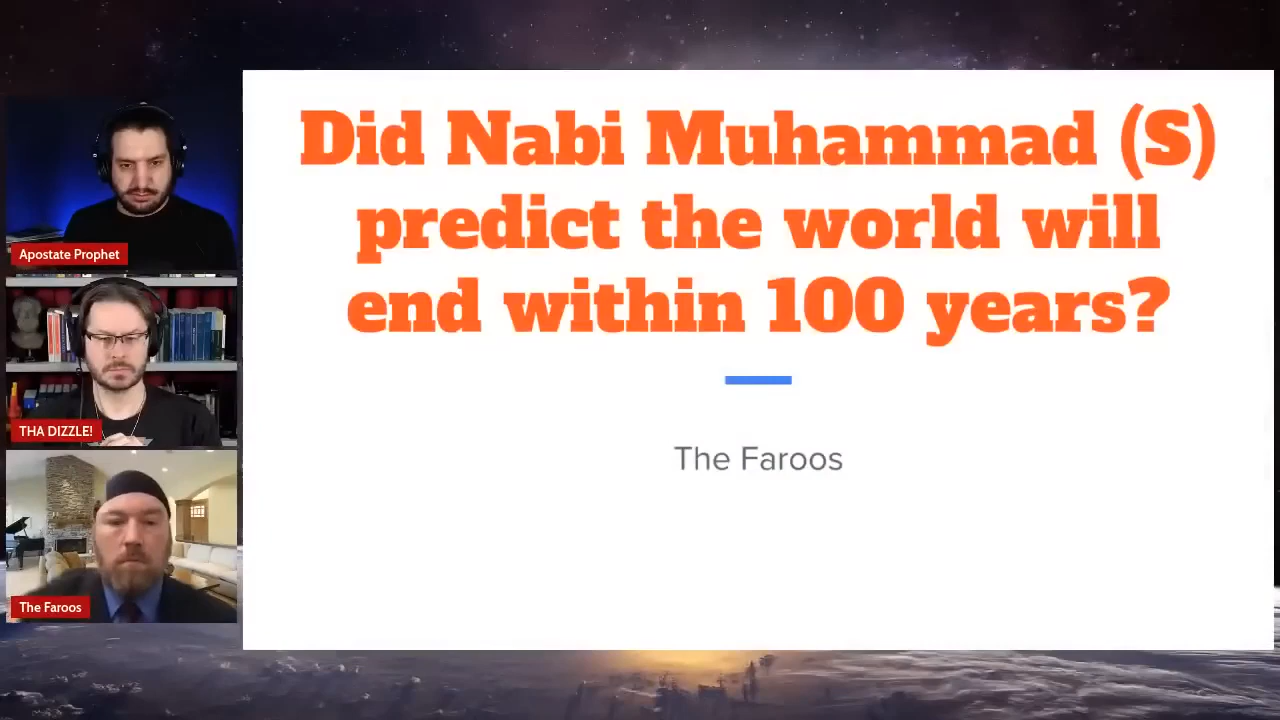 Did Nabi Muhammad (S)
predict the world will
end within 100 years?
The Faroos
Apostate Prophet
THA DIZZLE!
The Faroos